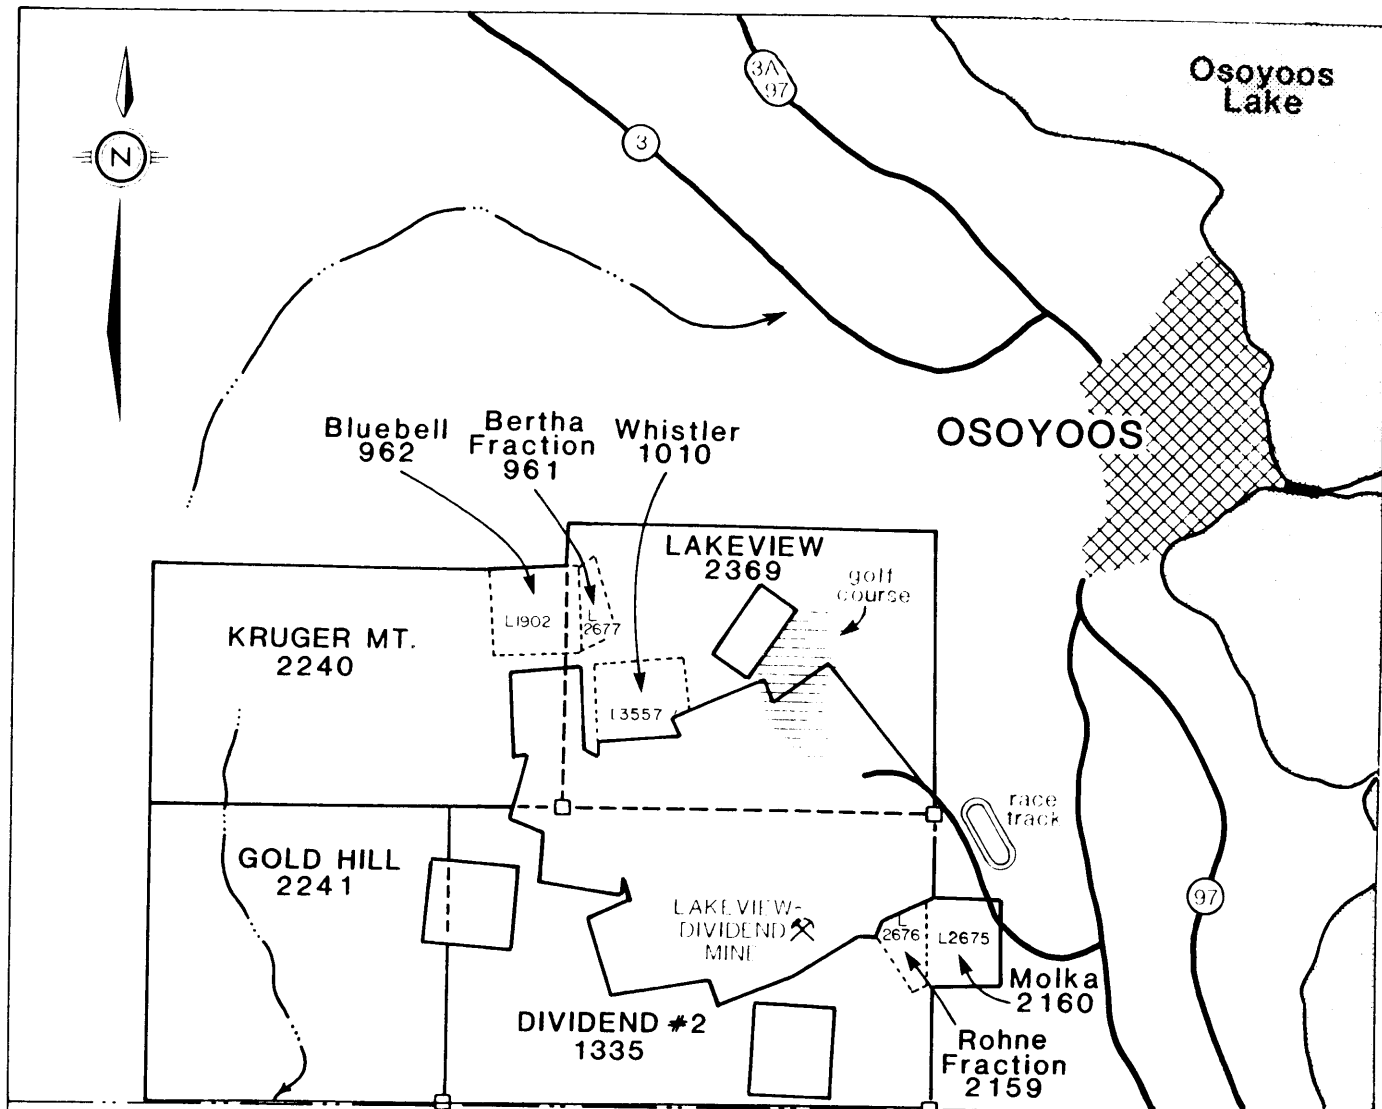 Osoyoos
Lake
3A
97
3
N
Bluebell
962
Bertha
Fraction
961
Whistler
1010
OSOYOOS
LAKEVIEW
2369
golf
course
L1902
L
2677
KRUGER MT.
2240
L3557
race
track
GOLD HILL
2241
97
LAKEVIEW-
DIVIDEND
MINE
L
2676
L2675
Molka
2160
DIVIDEND #2
1335
Rohne
Fraction
2159